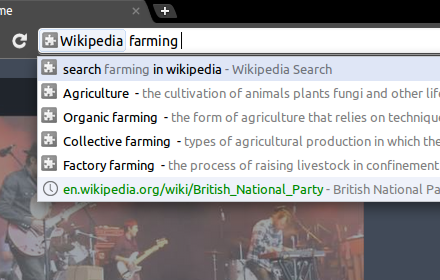 me
Wikipedia farming
search farming in wikipedia - Wikipedia Search
Agriculture - the cultivation of animals plants fungi and other life
Organic farming - the form of agriculture that relies on technique
Collective farming - types of agricultural production in which the
Factory farming - the process of raising livestock in confinement
en.wikipedia.org/wiki/British_National_Party - British National Pa